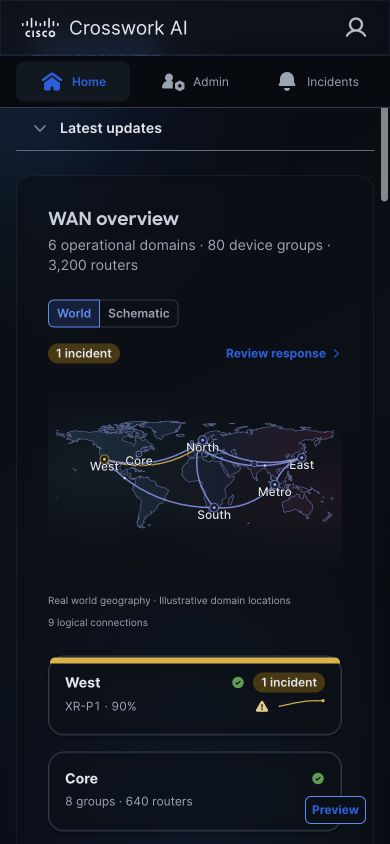 CISCO
Crosswork AI
Home
Admin
Incidents
Latest updates
WAN overview
6 operational domains · 80 device groups ·
3,200 routers
World
Schematic
1 incident
Review response
North
West
Core
East
Metro
South
Real world geography · Illustrative domain locations
9 logical connections
West
1 incident
XR-P1 · 90%
Core
8 groups · 640 routers
Preview